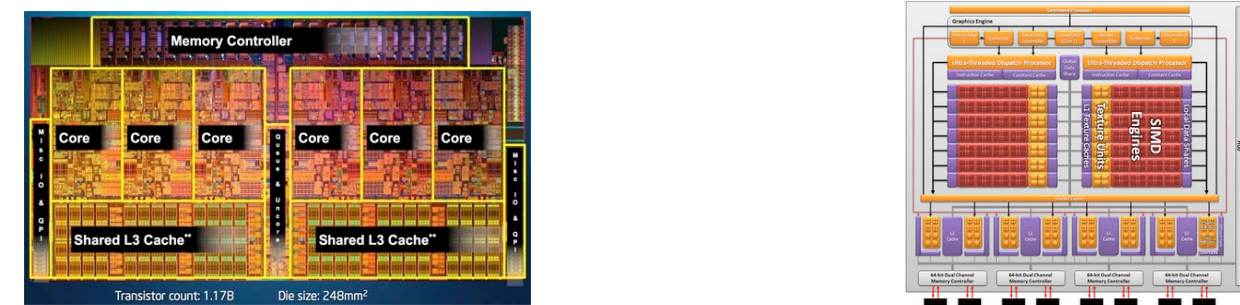 Memory Controller
Core
Core
Core
Core
Core
Core
Misc IO & QPI
Queue & Uncore
Misc IO & QPI
Shared L3 Cache**
Shared L3 Cache**
Transistor count: 1.17B
Die size: 248mm²
Command Processor
Graphics Engine
Ultra-Threaded Dispatch Processor
Global Data Share
Ultra-Threaded Dispatch Processor
Instruction Cache
Constant Cache
Instruction Cache
Constant Cache
L1 Texture Caches
Texture Units
SIMD Engines
Local Data Shares
L2 Cache
L2 Cache
L2 Cache
L2 Cache
64-bit Dual Channel
Memory Controller
64-bit Dual Channel
Memory Controller
64-bit Dual Channel
Memory Controller
64-bit Dual Channel
Memory Controller